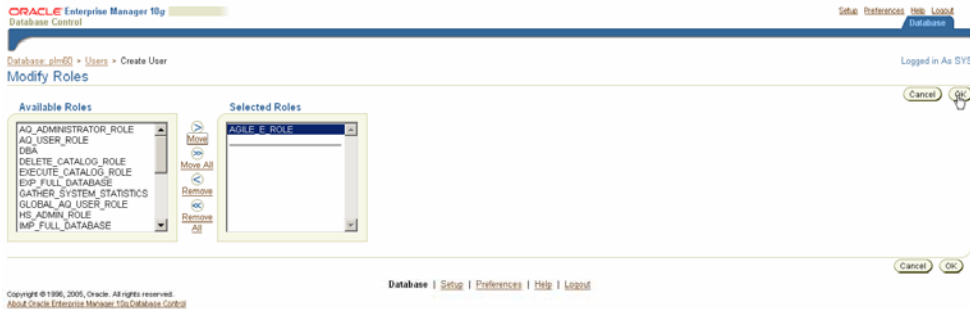 ORACLE Enterprise Manager 10g
Database Control
Setup Preferences Help Logout
Database
Database: plm60 > Users > Create User
Logged in As SYS
Modify Roles
Cancel OK
Available Roles
Selected Roles
AQ_ADMINISTRATOR_ROLE
AQ_USER_ROLE
DBA
DELETE_CATALOG_ROLE
EXECUTE_CATALOG_ROLE
EXP_FULL_DATABASE
GATHER_SYSTEM_STATISTICS
GLOBAL_AQ_USER_ROLE
HS_ADMIN_ROLE
IMP_FULL_DATABASE
Move
Move All
Remove
Remove
All
AGILE_E_ROLE
Cancel OK
Database | Setup | Preferences | Help | Logout
Copyright © 1996, 2005, Oracle. All rights reserved.
About Oracle Enterprise Manager 10g Database Control